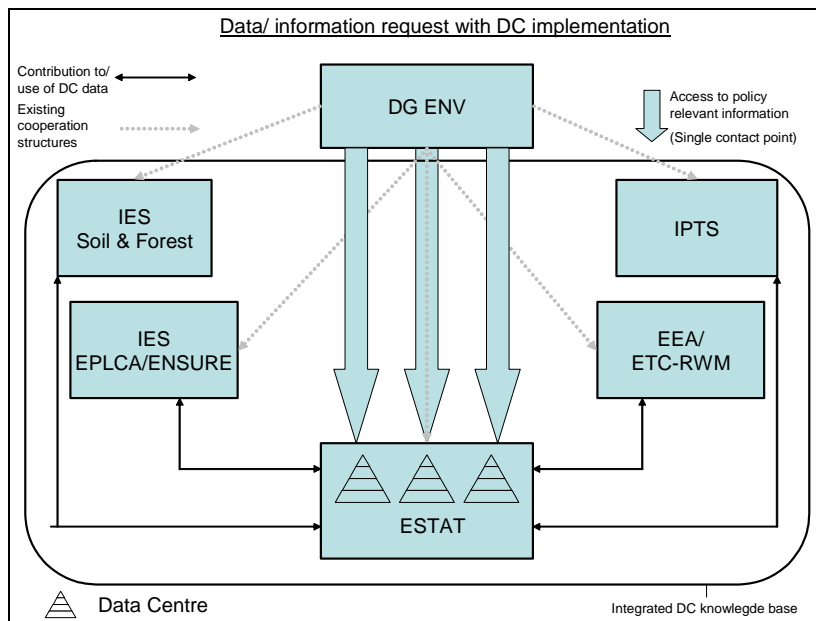 Data/ information request with DC implementation
Contribution to/
use of DC data
Existing
cooperation
structures
DG ENV
Access to policy
relevant information
(Single contact point)
IES
Soil & Forest
IPTS
IES
EPLCA/ENSURE
EEA/
ETC-RWM
ESTAT
Data Centre
Integrated DC knowlegde base